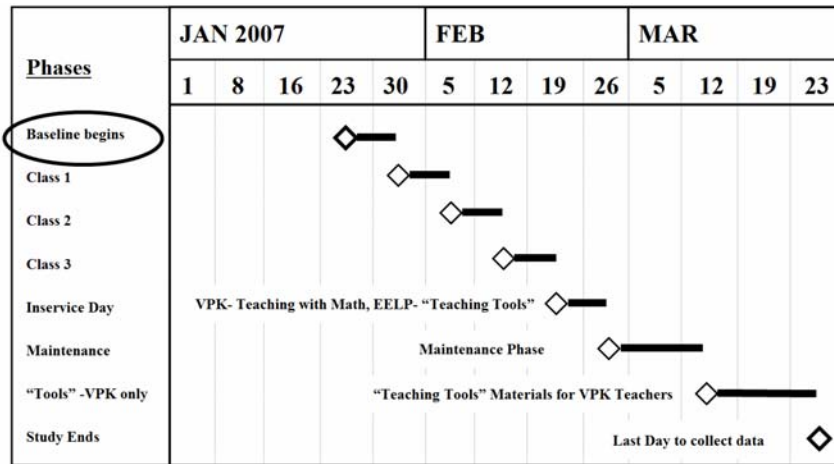 JAN 2007 FEB MAR
Phases
1 8 16 23 30 5 12 19 26 5 12 19 23
Baseline begins
Class 1
Class 2
Class 3
Inservice Day VPK- Teaching with Math, EELP- “Teaching Tools”
Maintenance Maintenance Phase
“Tools” -VPK only “Teaching Tools” Materials for VPK Teachers
Study Ends Last Day to collect data